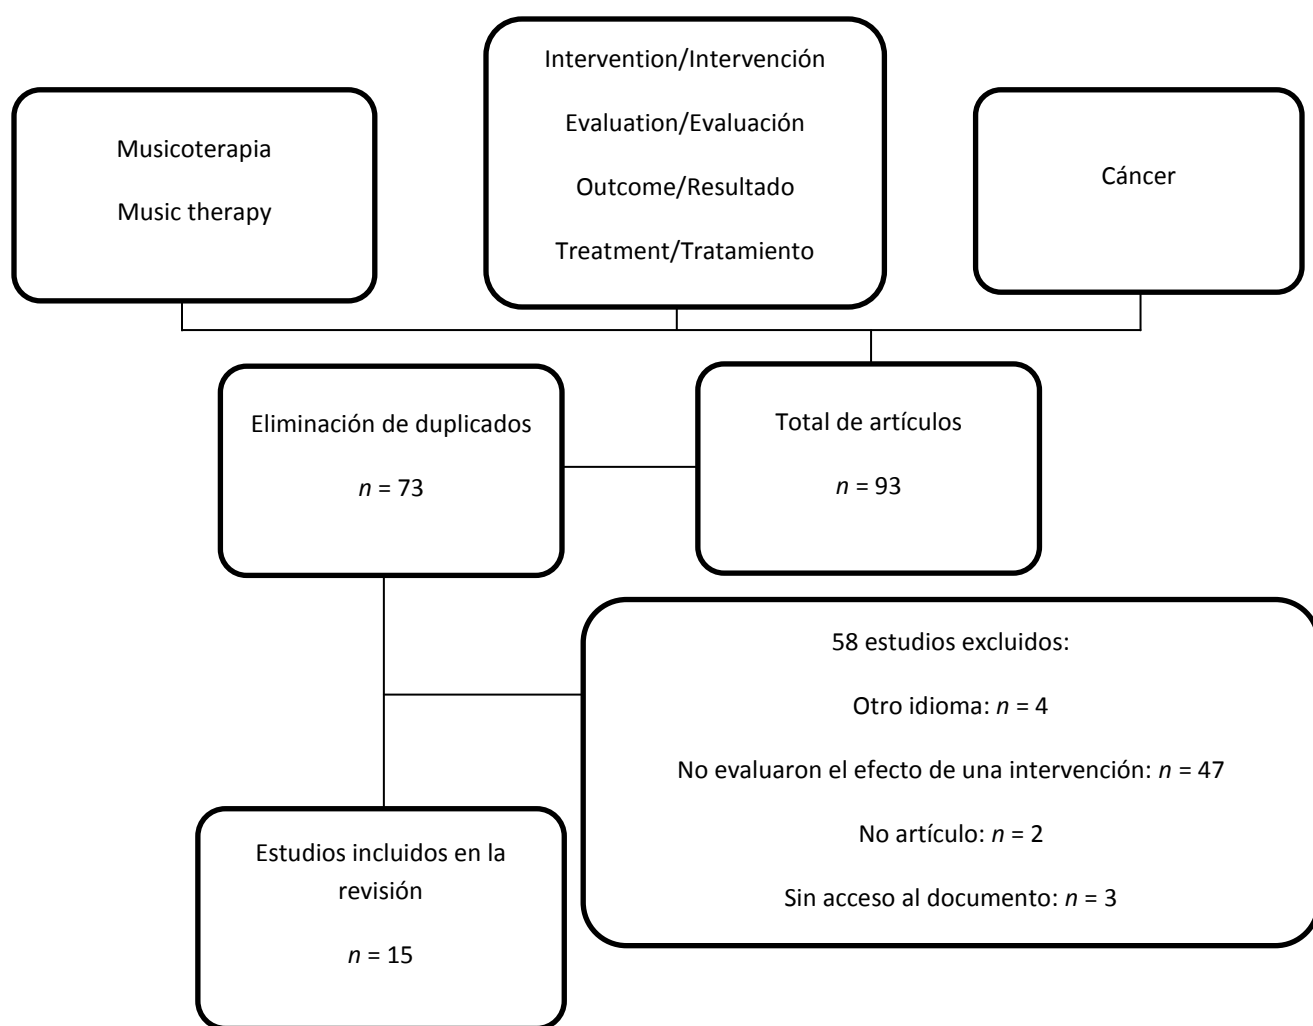 Musicoterapia
Music therapy
Intervention/Intervención
Evaluation/Evaluación
Outcome/Resultado
Treatment/Tratamiento
Cáncer
Total de artículos
n = 93
Eliminación de duplicados
n = 73
58 estudios excluidos:
Otro idioma: n = 4
No evaluaron el efecto de una intervención: n = 47
No artículo: n = 2
Sin acceso al documento: n = 3
Estudios incluidos en la
revisión
n = 15